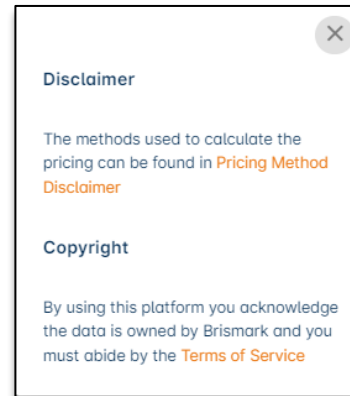 Disclaimer
The methods used to calculate the
pricing can be found in Pricing Method
Disclaimer
Copyright
By using this platform you acknowledge
the data is owned by Brismark and you
must abide by the Terms of Service